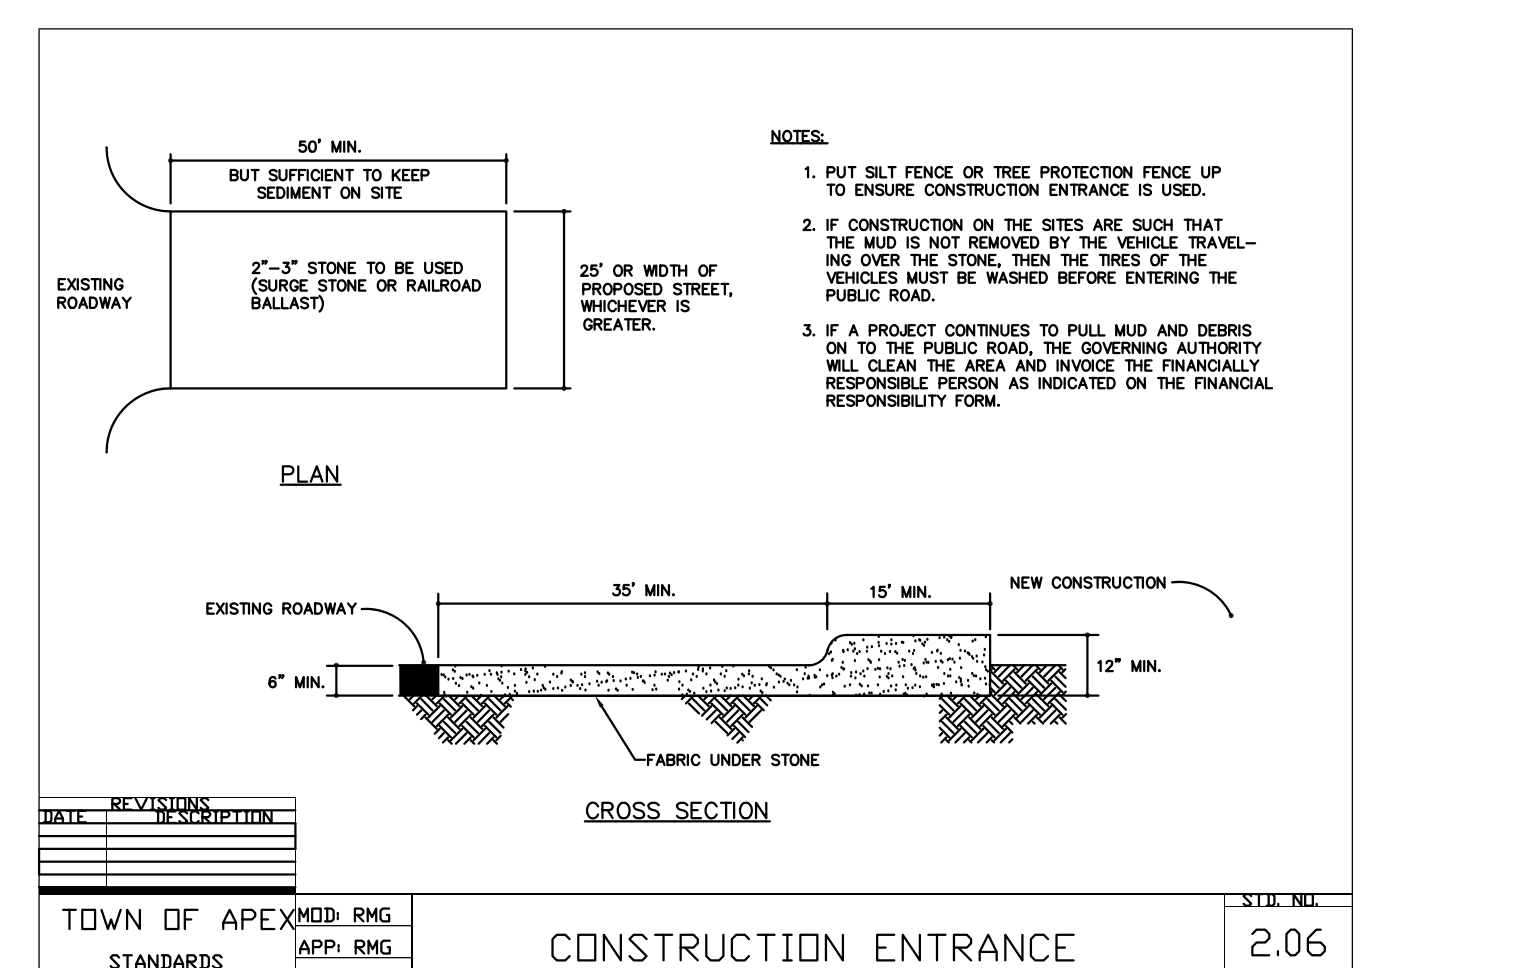 50' MIN.
BUT SUFFICIENT TO KEEP
SEDIMENT ON SITE
2"-3" STONE TO BE USED
(SURGE STONE OR RAILROAD
BALLAST)
EXISTING
ROADWAY
25' OR WIDTH OF
PROPOSED STREET,
WHICHEVER IS
GREATER.
PLAN
NOTES:
1. PUT SILT FENCE OR TREE PROTECTION FENCE UP
TO ENSURE CONSTRUCTION ENTRANCE IS USED.
2. IF CONSTRUCTION ON THE SITES ARE SUCH THAT
THE MUD IS NOT REMOVED BY THE VEHICLE TRAVEL-
ING OVER THE STONE, THEN THE TIRES OF THE
VEHICLES MUST BE WASHED BEFORE ENTERING THE
PUBLIC ROAD.
3. IF A PROJECT CONTINUES TO PULL MUD AND DEBRIS
ON TO THE PUBLIC ROAD, THE GOVERNING AUTHORITY
WILL CLEAN THE AREA AND INVOICE THE FINANCIALLY
RESPONSIBLE PERSON AS INDICATED ON THE FINANCIAL
RESPONSIBILITY FORM.
35' MIN.
15' MIN.
NEW CONSTRUCTION
EXISTING ROADWAY
6" MIN.
12" MIN.
FABRIC UNDER STONE
CROSS SECTION
REVISIONS
DATE DESCRIPTION
TOWN OF APEX
STANDARDS
MOD: RMG
APP: RMG
CONSTRUCTION ENTRANCE
STD. NO.
2.06